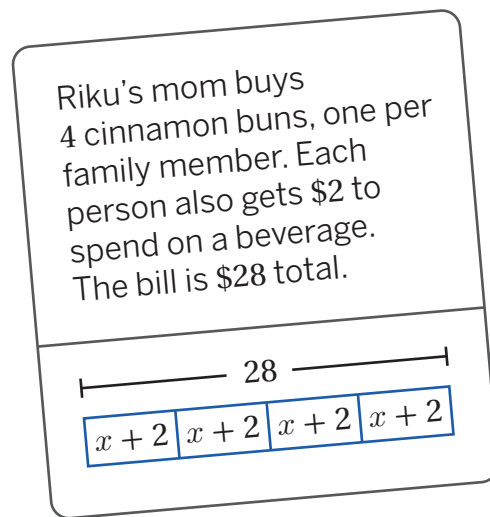 Riku’s mom buys
4 cinnamon buns, one per
family member. Each
person also gets $2 to
spend on a beverage.
The bill is $28 total.
28
x + 2 x + 2 x + 2 x + 2